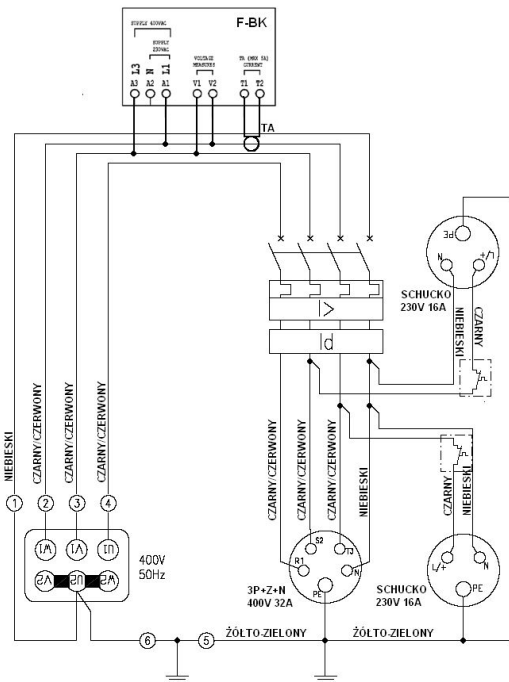 F-BK
SUPPLY 400VAC
SUPPLY
230VAC
L3 N L1
VOLTAGE
MEASURES
TA (MAX 5A)
CURRENT
A3 A2 A1 V1 V2 T1 T2
TA
PE
N
L/+
SCHUCKO
230V 16A
NIEBIESKI
CZARNY
I>
Id
NIEBIESKI
CZARNY/CZERWONY
CZARNY/CZERWONY
CZARNY/CZERWONY
1
2
3
4
CZARNY/CZERWONY
CZARNY/CZERWONY
CZARNY/CZERWONY
NIEBIESKI
CZARNY
NIEBIESKI
W1 V1 U1
V2 U2 W2
400V
50Hz
S2
T3
R1
N
PE
3P+Z+N
400V 32A
L/+
N
PE
SCHUCKO
230V 16A
6
5
ŻÓŁTO-ZIELONY
ŻÓŁTO-ZIELONY